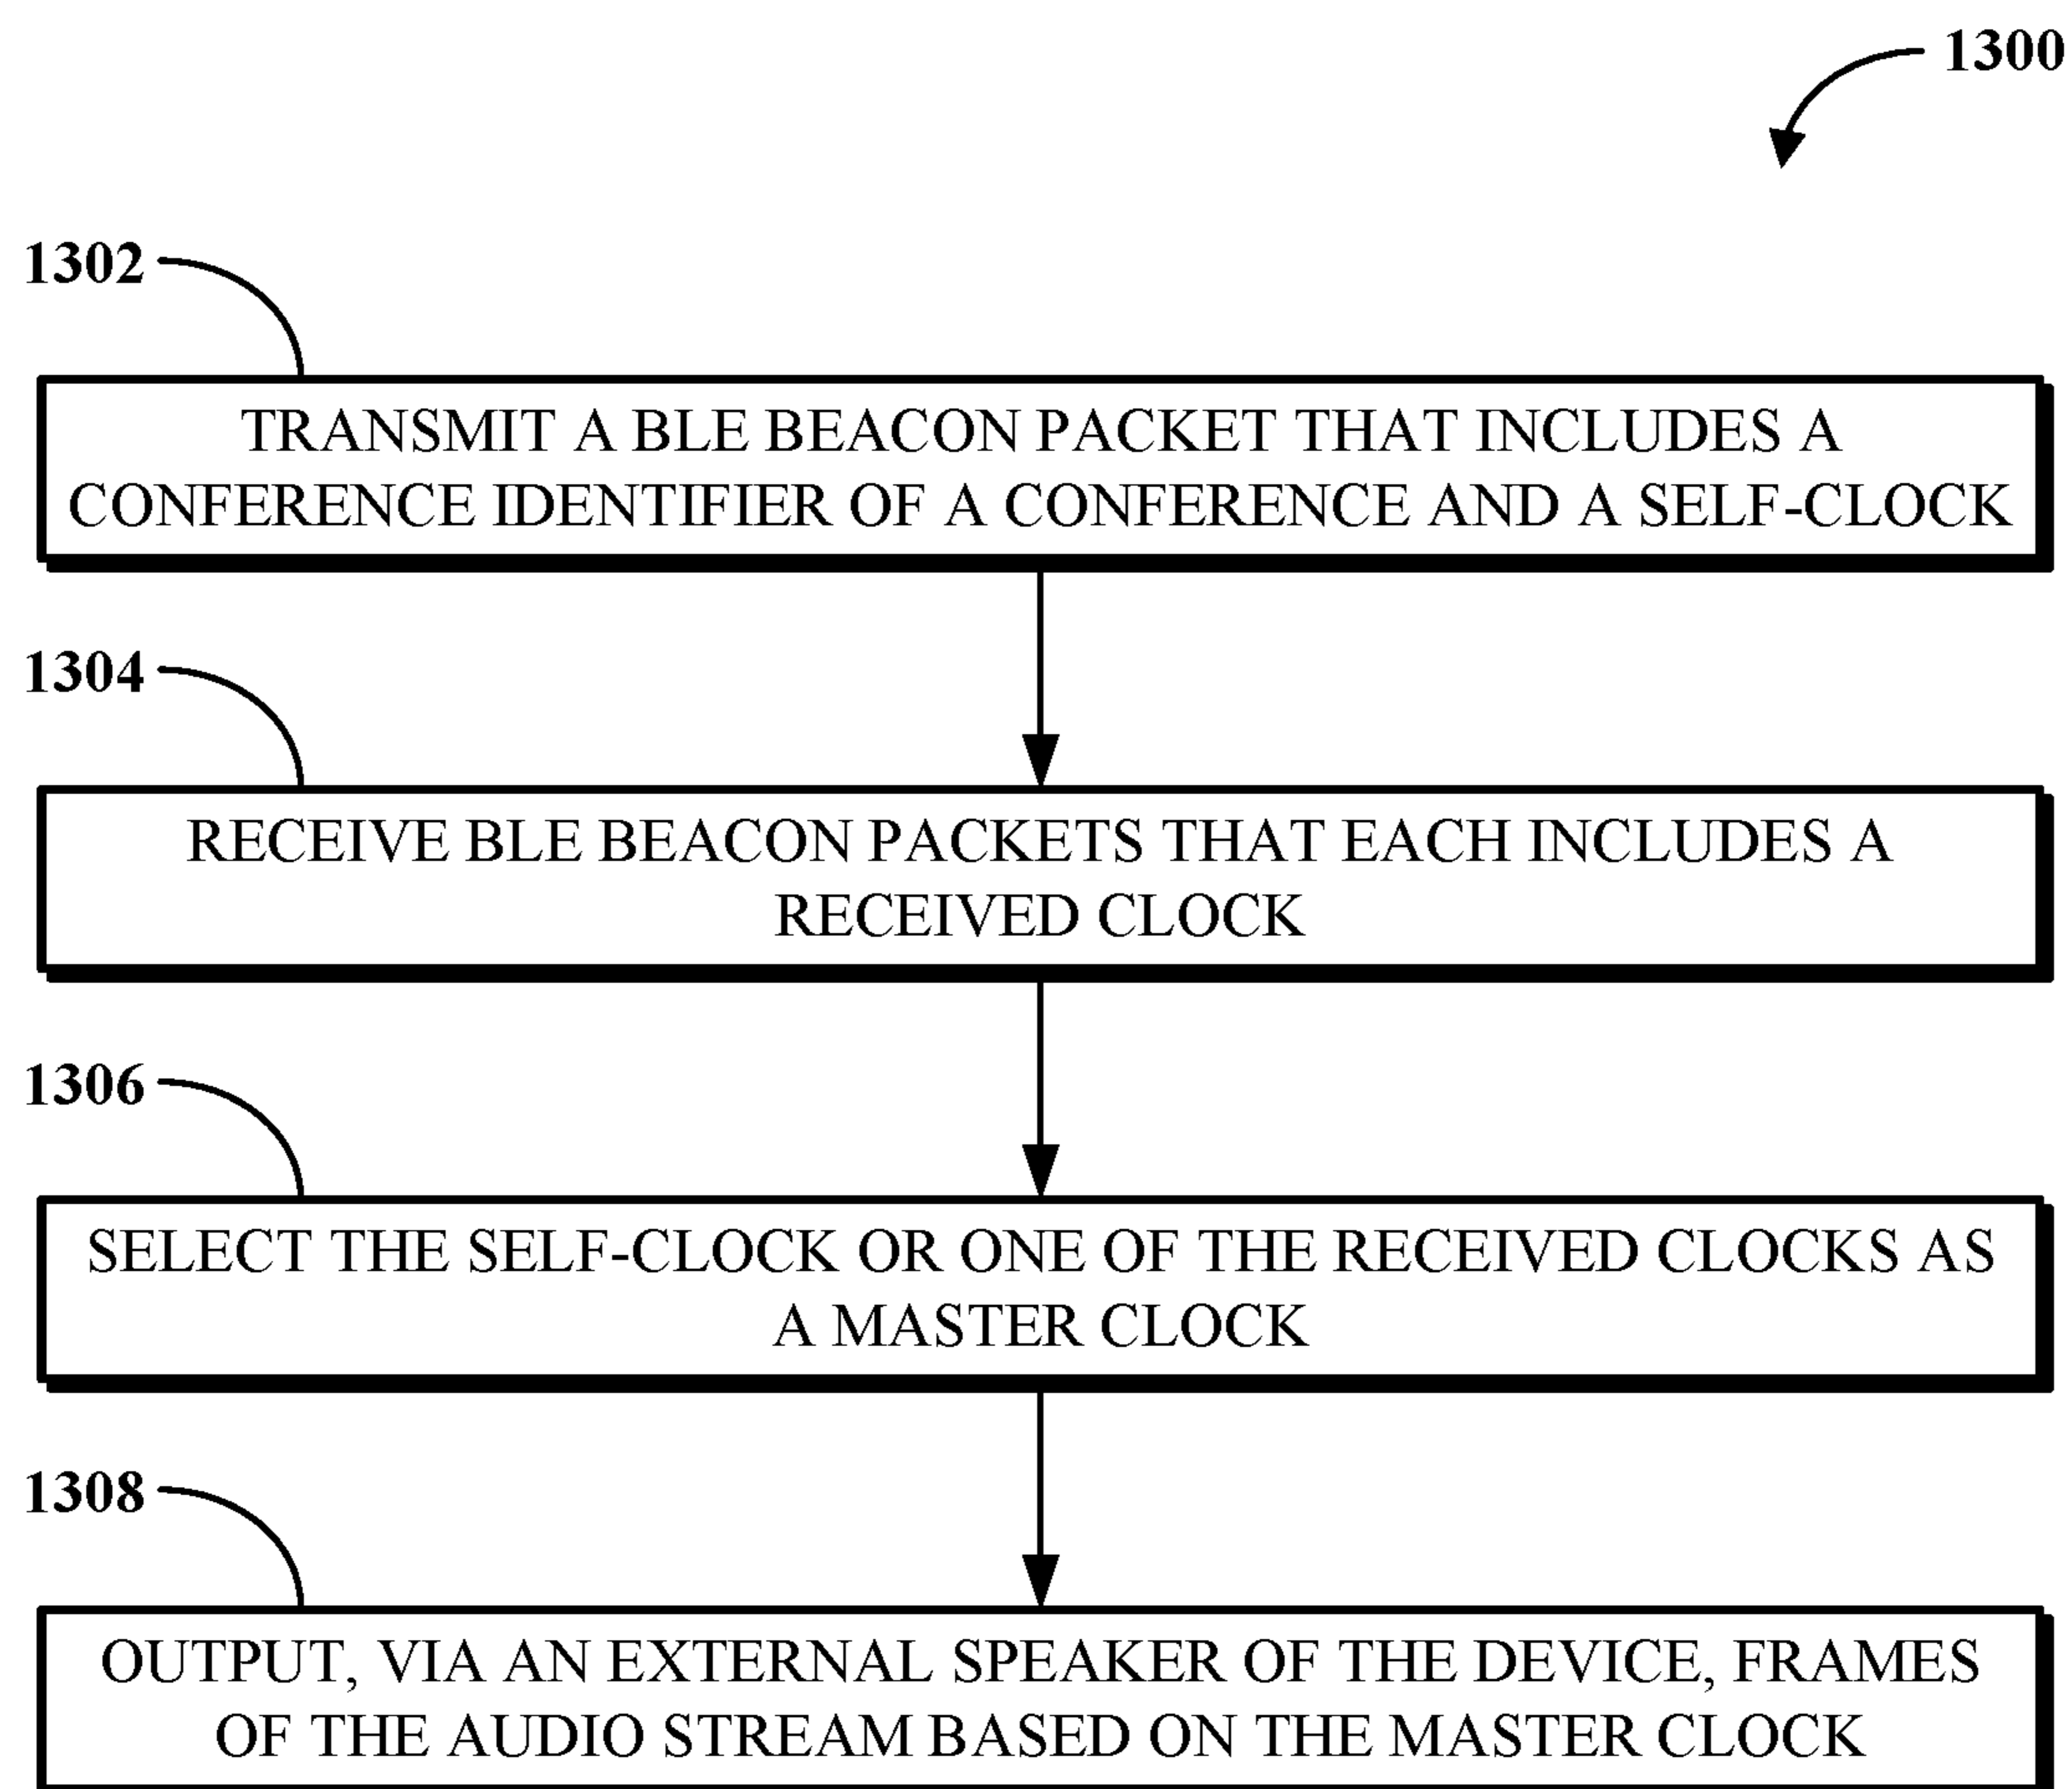 1300
1302
TRANSMIT A BLE BEACON PACKET THAT INCLUDES A
CONFERENCE IDENTIFIER OF A CONFERENCE AND A SELF-CLOCK
1304
RECEIVE BLE BEACON PACKETS THAT EACH INCLUDES A
RECEIVED CLOCK
1306
SELECT THE SELF-CLOCK OR ONE OF THE RECEIVED CLOCKS AS
A MASTER CLOCK
1308
OUTPUT, VIA AN EXTERNAL SPEAKER OF THE DEVICE, FRAMES
OF THE AUDIO STREAM BASED ON THE MASTER CLOCK